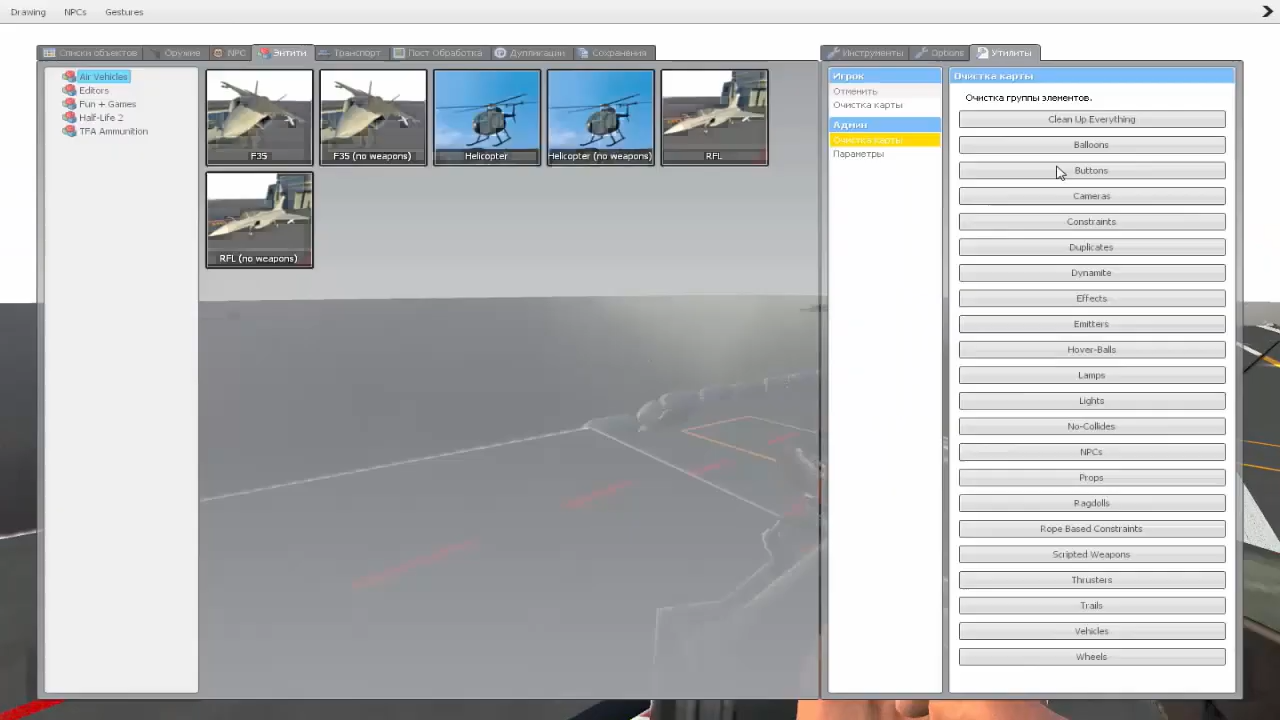 Drawing NPCs Gestures
Списки объектов Оружие NPC Энтити Транспорт Пост Обработка Дупликации Сохранения
Инструменты Options Утилиты
Air Vehicles
Editors
Fun + Games
Half-Life 2
TFA Ammunition
F35
F35 (no weapons)
Helicopter
Helicopter (no weapons)
RFL
RFL (no weapons)
Игрок
Отменить
Очистка карты
Админ
Очистка карты
Параметры
Очистка карты
Очистка группы элементов.
Clean Up Everything
Balloons
Buttons
Cameras
Constraints
Duplicates
Dynamite
Effects
Emitters
Hover-Balls
Lamps
Lights
No-Collides
NPCs
Props
Ragdolls
Rope Based Constraints
Scripted Weapons
Thrusters
Trails
Vehicles
Wheels